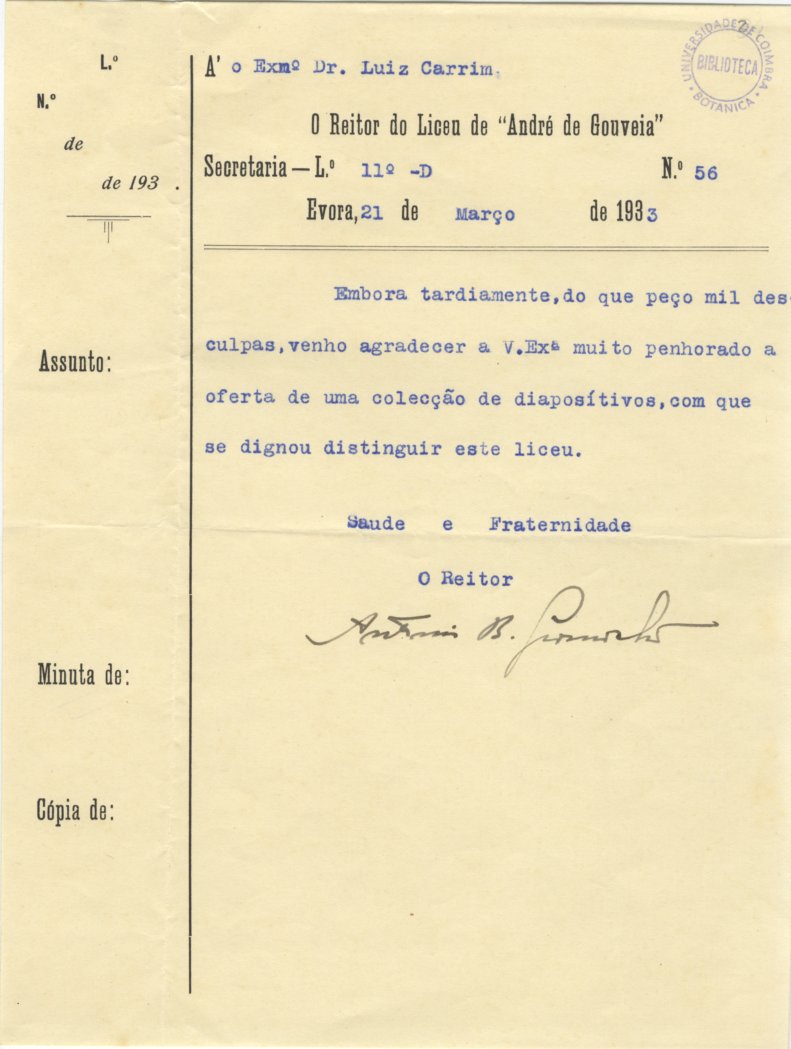 L.º
N.º
de
de 193 .
Assunto:
Minuta de:
Cópia de:
UNIVERSIDADE DE COIMBRA
BIBLIOTECA
BOTANICA
A' o Exmº Dr. Luiz Carrim.
O Reitor do Liceu de "André de Gouveia"
Secretaria — L.º 11º -D N.º 56
Evora, 21 de Março de 1933
Embora tardiamente,do que peço mil des-
culpas,venho agradecer a V.Exª muito penhorado a
oferta de uma colecção de diapositívos,com que
se dignou distinguir este liceu.
Saude e Fraternidade
O Reitor
B.